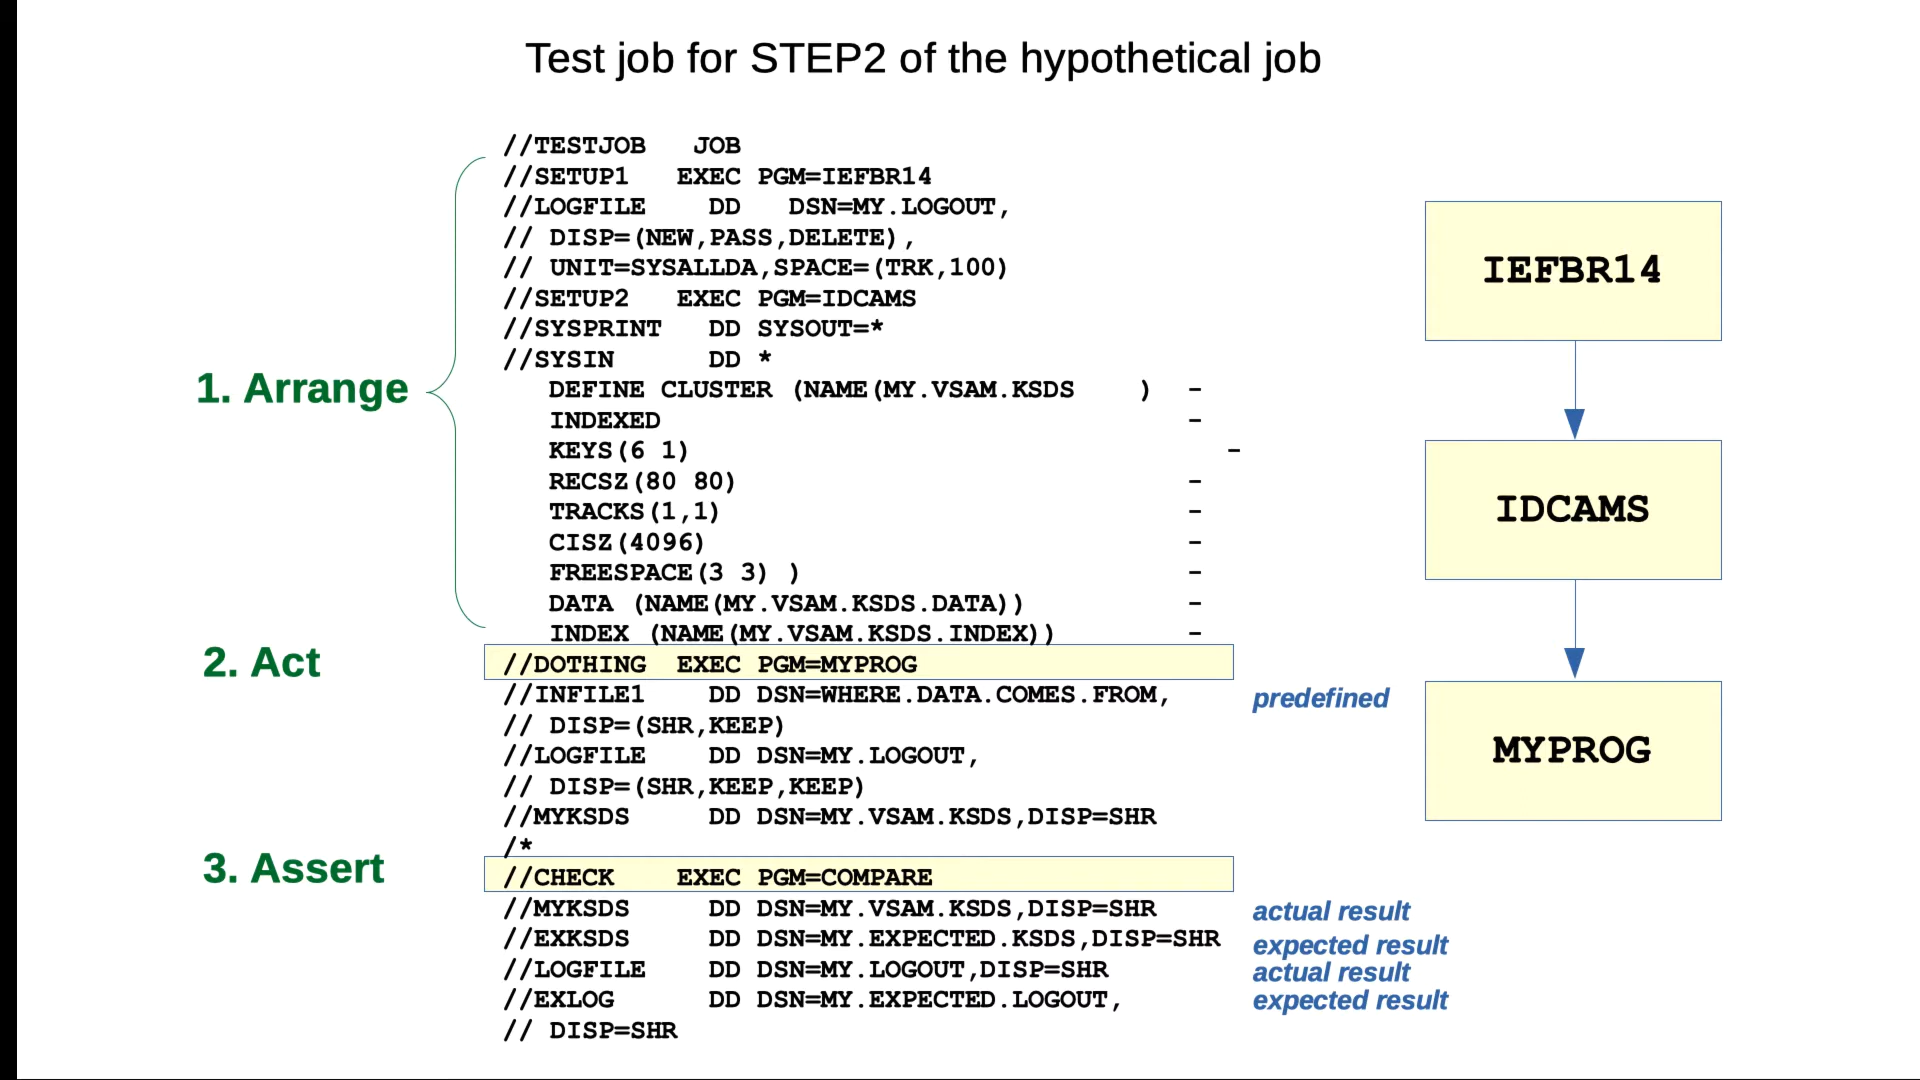 Test job for STEP2 of the hypothetical job
//TESTJOB   JOB
//SETUP1   EXEC PGM=IEFBR14
//LOGFILE    DD   DSN=MY.LOGOUT,
// DISP=(NEW,PASS,DELETE),
// UNIT=SYSALLDA,SPACE=(TRK,100)
//SETUP2   EXEC PGM=IDCAMS
//SYSPRINT   DD SYSOUT=*
//SYSIN      DD *
1. Arrange
DEFINE CLUSTER (NAME(MY.VSAM.KSDS    )  -
INDEXED                                 -
KEYS(6 1)                                  -
RECSZ(80 80)                            -
TRACKS(1,1)                             -
CISZ(4096)                              -
FREESPACE(3 3) )                        -
DATA (NAME(MY.VSAM.KSDS.DATA))          -
INDEX (NAME(MY.VSAM.KSDS.INDEX))        -
2. Act
//DOTHING  EXEC PGM=MYPROG
//INFILE1    DD DSN=WHERE.DATA.COMES.FROM,
predefined
// DISP=(SHR,KEEP)
//LOGFILE    DD DSN=MY.LOGOUT,
// DISP=(SHR,KEEP,KEEP)
//MYKSDS     DD DSN=MY.VSAM.KSDS,DISP=SHR
/*
3. Assert
//CHECK    EXEC PGM=COMPARE
//MYKSDS     DD DSN=MY.VSAM.KSDS,DISP=SHR
actual result
//EXKSDS     DD DSN=MY.EXPECTED.KSDS,DISP=SHR
expected result
//LOGFILE    DD DSN=MY.LOGOUT,DISP=SHR
actual result
//EXLOG      DD DSN=MY.EXPECTED.LOGOUT,
expected result
// DISP=SHR
IEFBR14
IDCAMS
MYPROG